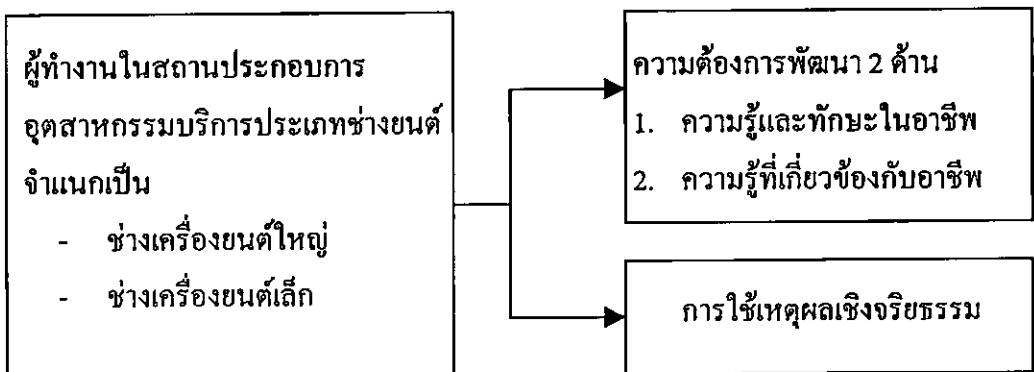 ผู้ทำงานในสถานประกอบการ
อุตสาหกรรมบริการประเภทช่างยนต์
จำแนกเป็น
- ช่างเครื่องยนต์ใหญ่
- ช่างเครื่องยนต์เล็ก
ความต้องการพัฒนา 2 ด้าน
1. ความรู้และทักษะในอาชีพ
2. ความรู้ที่เกี่ยวข้องกับอาชีพ
การใช้เหตุผลเชิงจริยธรรม